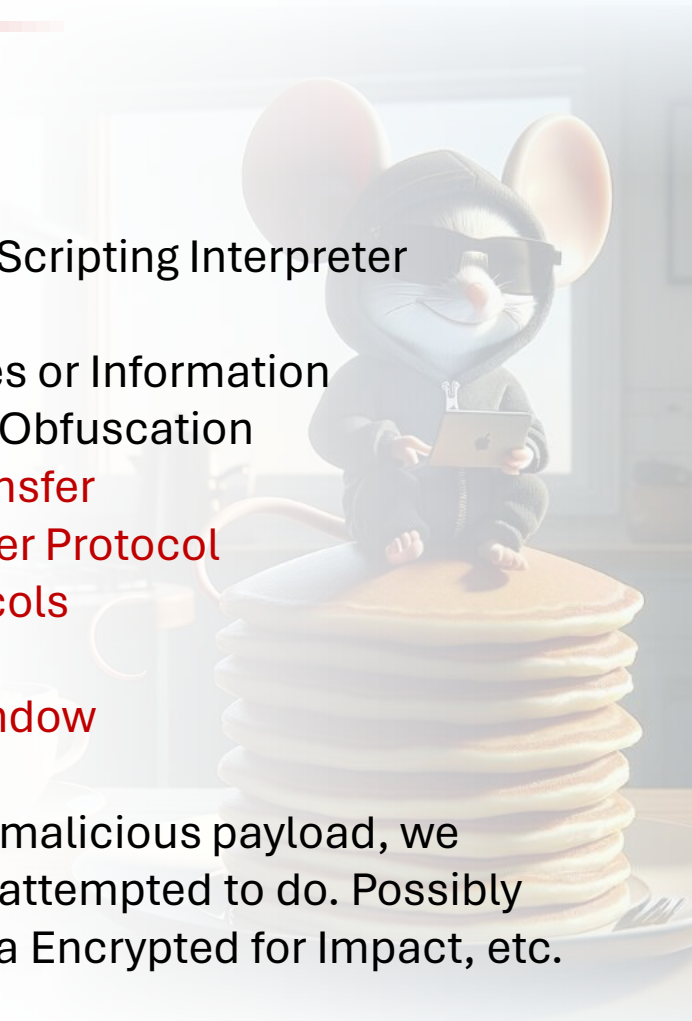 Scripting Interpreter
es or Information
Obfuscation
nsfer
er Protocol
cols
ndow
malicious payload, we
attempted to do. Possibly
a Encrypted for Impact, etc.